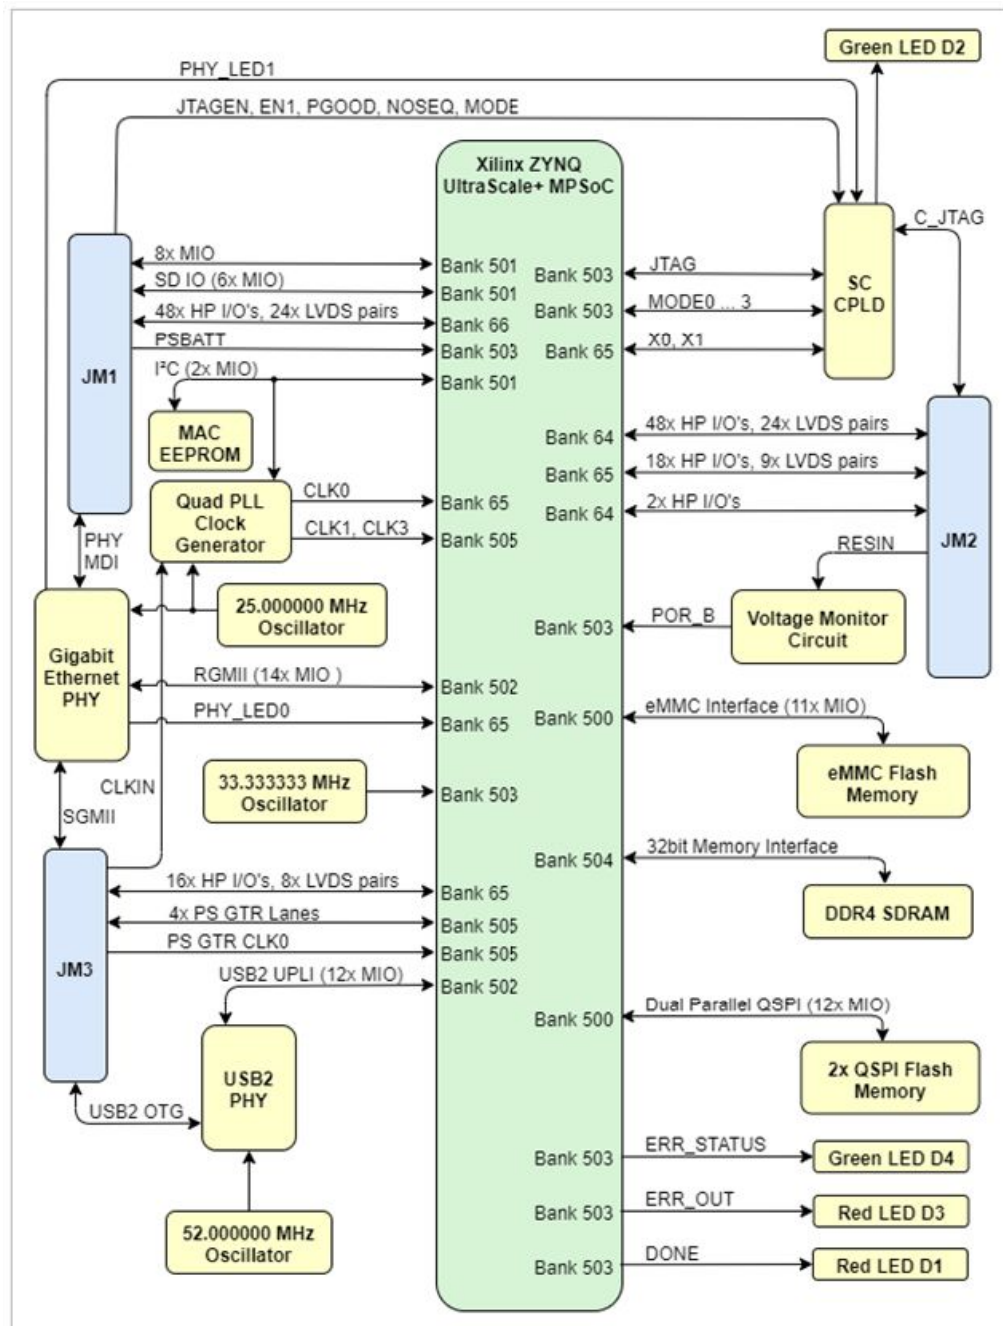 Green LED D2
PHY_LED1
JTAGEN, EN1, PGOOD, NOSEQ, MODE
Xilinx ZYNQ
UltraScale+ MPSoC
C_JTAG
SC
CPLD
JM1
8x MIO
Bank 501
SD IO (6x MIO)
Bank 501
48x HP I/O's, 24x LVDS pairs
Bank 66
PSBATT
Bank 503
I²C (2x MIO)
Bank 501
Bank 503
JTAG
Bank 503
MODE0 ... 3
Bank 65
X0, X1
MAC
EEPROM
Quad PLL
Clock
Generator
CLK0
Bank 65
CLK1, CLK3
Bank 505
Bank 64
48x HP I/O's, 24x LVDS pairs
Bank 65
18x HP I/O's, 9x LVDS pairs
Bank 64
2x HP I/O's
JM2
RESIN
PHY
MDI
25.000000 MHz
Oscillator
Bank 503
POR_B
Voltage Monitor
Circuit
Gigabit
Ethernet
PHY
RGMII (14x MIO )
Bank 502
PHY_LED0
Bank 65
Bank 500
eMMC Interface (11x MIO)
eMMC Flash
Memory
CLKIN
SGMII
33.333333 MHz
Oscillator
Bank 503
Bank 504
32bit Memory Interface
DDR4 SDRAM
16x HP I/O's, 8x LVDS pairs
Bank 65
4x PS GTR Lanes
Bank 505
PS GTR CLK0
Bank 505
JM3
USB2 UPLI (12x MIO)
Bank 502
Bank 500
Dual Parallel QSPI (12x MIO)
2x QSPI Flash
Memory
USB2
PHY
USB2 OTG
52.000000 MHz
Oscillator
Bank 503
ERR_STATUS
Green LED D4
Bank 503
ERR_OUT
Red LED D3
Bank 503
DONE
Red LED D1